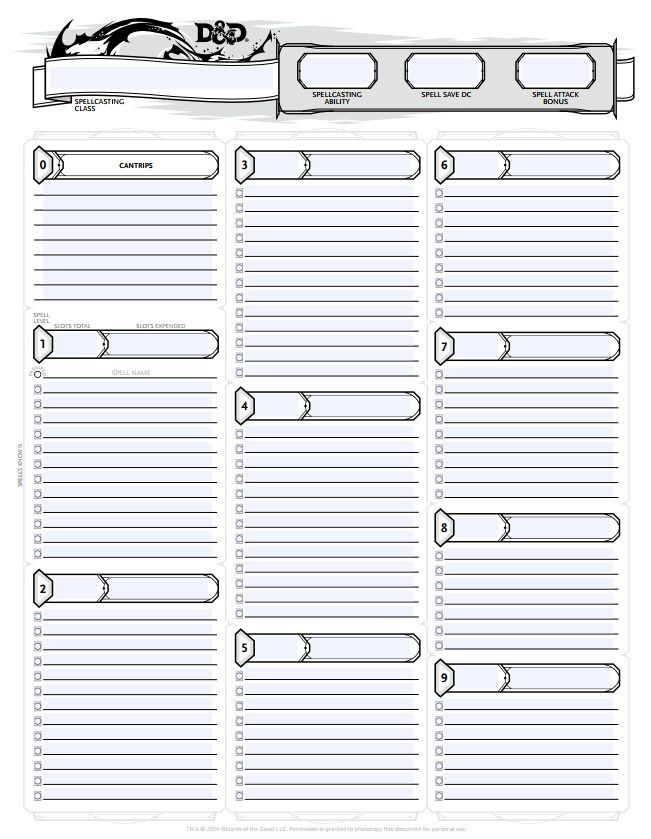 D&D
SPELLCASTING
CLASS
SPELLCASTING
ABILITY
SPELL SAVE DC
SPELL ATTACK
BONUS
0
CANTRIPS
SPELL
LEVEL
SLOTS TOTAL
SLOTS EXPENDED
1
SPELL NAME
SPELLS KNOWN
2
3
4
5
6
7
8
9
TM & © 2014 Wizards of the Coast LLC. Permission is granted to photocopy this document for personal use.